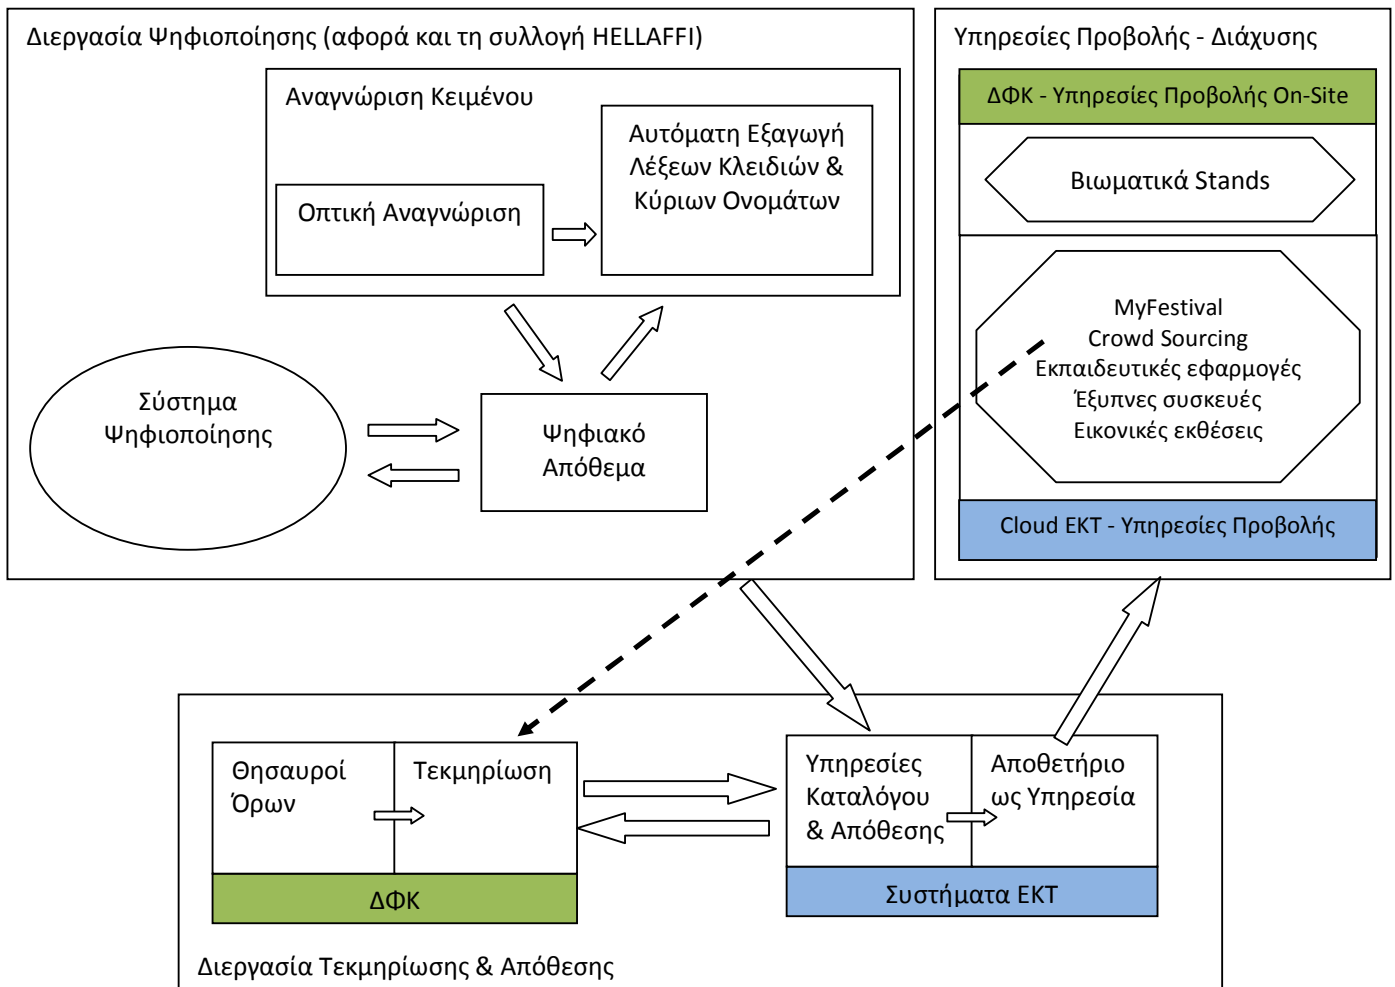 Διεργασία Ψηφιοποίησης (αφορά και τη συλλογή HELLAFFI)
Αναγνώριση Κειμένου
Οπτική Αναγνώριση
Αυτόματη Εξαγωγή
Λέξεων Κλειδιών &
Κύριων Ονομάτων
Σύστημα
Ψηφιοποίησης
Ψηφιακό
Απόθεμα
Υπηρεσίες Προβολής - Διάχυσης
ΔΦΚ - Υπηρεσίες Προβολής On-Site
Βιωματικά Stands
MyFestival
Crowd Sourcing
Εκπαιδευτικές εφαρμογές
Έξυπνες συσκευές
Εικονικές εκθέσεις
Cloud ΕΚΤ - Υπηρεσίες Προβολής
Θησαυροί
Όρων
Τεκμηρίωση
ΔΦΚ
Υπηρεσίες
Καταλόγου
& Απόθεσης
Αποθετήριο
ως Υπηρεσία
Συστήματα ΕΚΤ
Διεργασία Τεκμηρίωσης & Απόθεσης